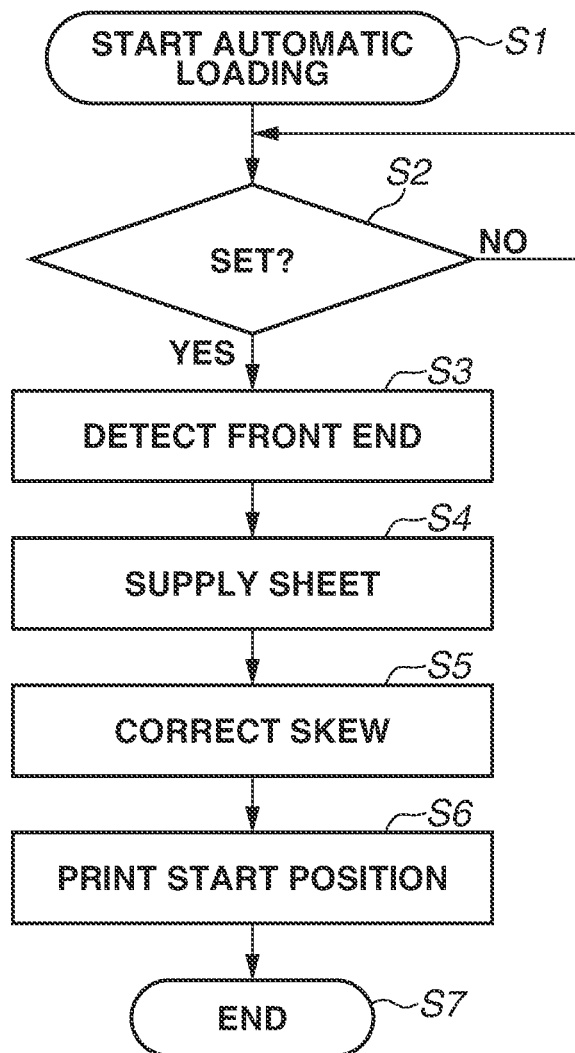 START AUTOMATIC
LOADING
S1
S2
SET?
NO
YES
S3
DETECT FRONT END
S4
SUPPLY SHEET
S5
CORRECT SKEW
S6
PRINT START POSITION
END
S7